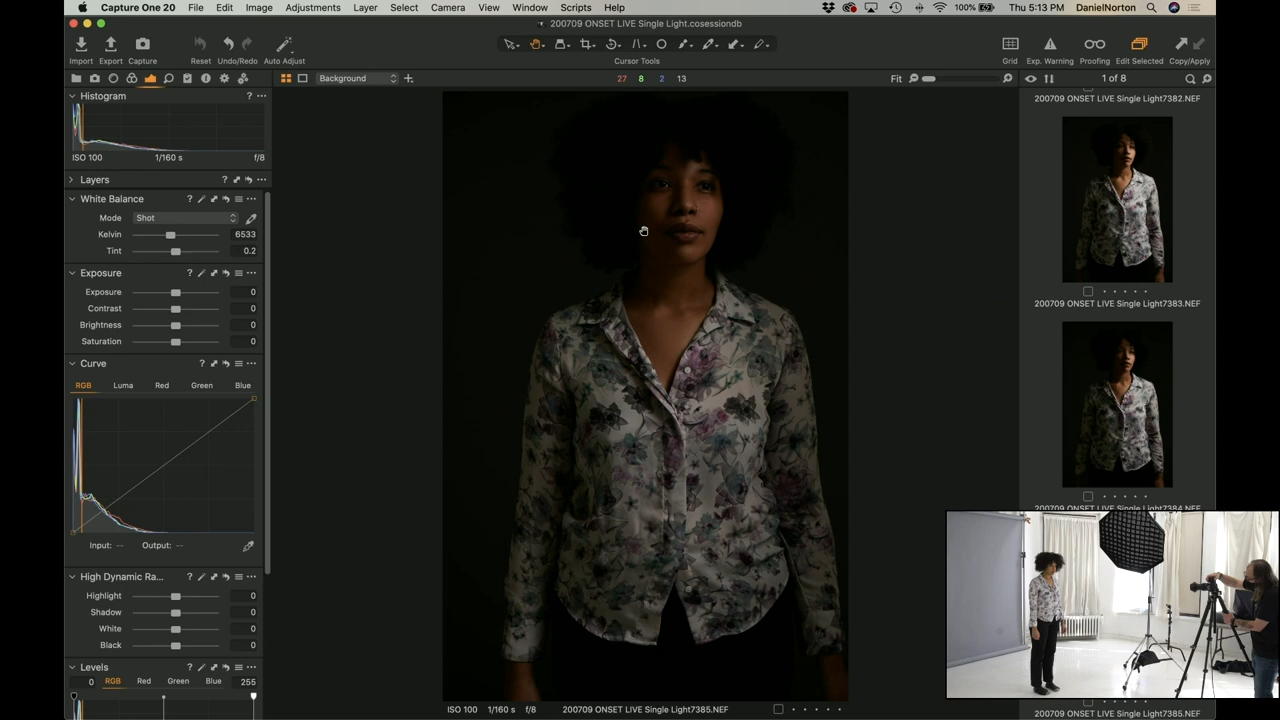 Capture One 20 File Edit View Adjustments Layer Select Camera Image Window Scripts Help 100% Thu 5:13 PM DanielNorton
200709 ONSET LIVE Single Light.cosessiondb
Import Export Capture Reset Undo/Redo Auto Adjust Cursor Tools Grid Exp. Warning Proofing Edit Selected Copy/Apply
Background 27 8 2 13 Fit 1 of 8
Histogram ?
ISO 100 1/160 s f/8
Layers ?
White Balance ?
Mode Shot
Kelvin 6533
Tint 0.2
Exposure ?
Exposure 0
Contrast 0
Brightness 0
Saturation 0
Curve ?
RGB Luma Red Green Blue
Input: -- Output: --
High Dynamic Ra... ?
Highlight 0
Shadow 0
White 0
Black 0
Levels ?
0 RGB Red Green Blue 255
ISO 100 1/160 s f/8 200709 ONSET LIVE Single Light7385.NEF
200709 ONSET LIVE Single Light7382.NEF
200709 ONSET LIVE Single Light7383.NEF
200709 ONSET LIVE Single Light7384.NEF
200709 ONSET LIVE Single Light7385.NEF